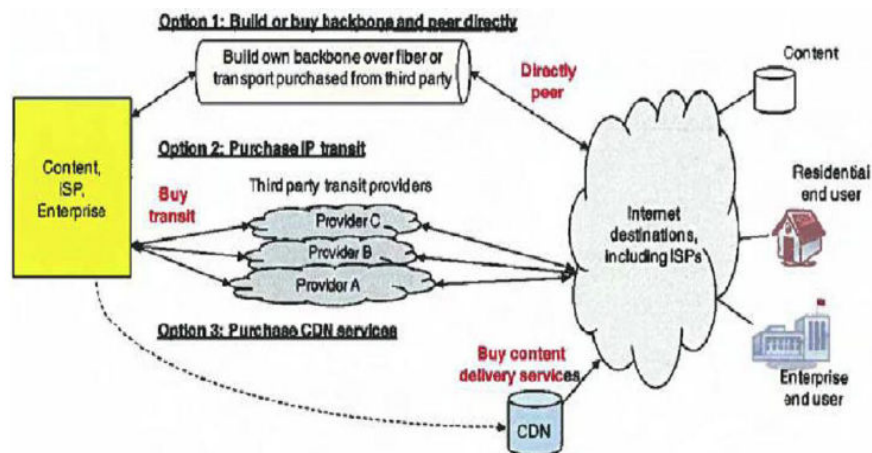 Option 1: Build or buy backbone and peer directly
Build own backbone over fiber or
transport purchased from third party
Directly
peer
Content
Option 2: Purchase IP transit
Content,
ISP,
Enterprise
Buy
transit
Third party transit providers
Provider C
Provider B
Provider A
Internet
destinations,
including ISPs
Residential
end user
Option 3: Purchase CDN services
Buy content
delivery services
CDN
Enterprise
end user